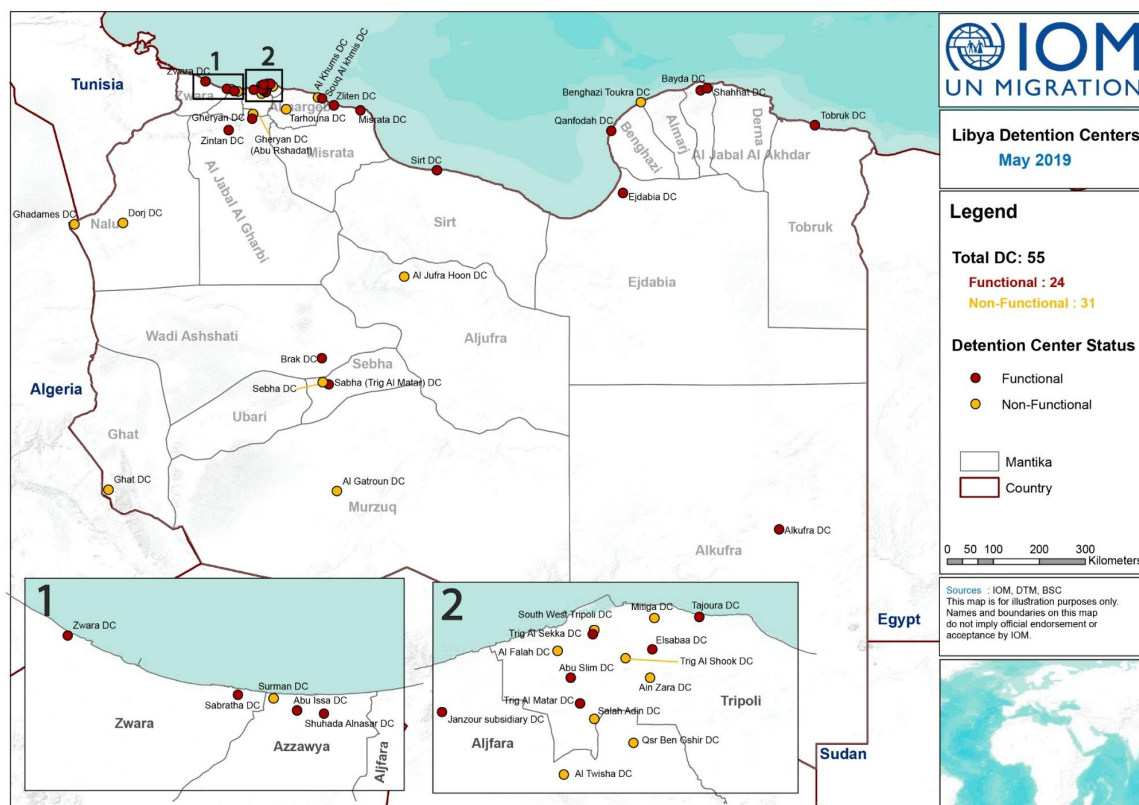 IOM
UN MIGRATION
Libya Detention Centers
May 2019
Legend
Total DC: 55
Functional : 24
Non-Functional : 31
Detention Center Status
Functional
Non-Functional
Mantika
Country
0 50 100 200 300
Kilometers
Sources : IOM, DTM, BSC
This map is for illustration purposes only.
Names and boundaries on this map
do not imply official endorsement or
acceptance by IOM.
Tunisia
Algeria
Egypt
Sudan
1
2
Zwara DC
Zwara
Al Khums DC
Souq Al khmis DC
Zliten DC
Gheryan DC
Tarhouna DC
Misrata DC
Zintan DC
Gheryan DC
(Abu Rshadat)
Misrata
Al Jabal Al Gharbi
Sirt DC
Sirt
Ghadames DC
Dorj DC
Benghazi Toukra DC
Bayda DC
Shahhat DC
Qanfodah DC
Benghazi
Almarj
Derna
Al Jabal Al Akhdar
Tobruk DC
Tobruk
Ejdabia DC
Ejdabia
Al Jufra Hoon DC
Aljufra
Wadi Ashshati
Brak DC
Sebha
Sebha DC
Sabha (Trig Al Matar) DC
Ubari
Ghat
Ghat DC
Al Gatroun DC
Murzuq
Alkufra DC
Alkufra
1
Zwara DC
Sabratha DC
Surman DC
Abu Issa DC
Shuhada Alnasar DC
Zwara
Azzawya
Aljfara
2
South West Tripoli DC
Mitiga DC
Tajoura DC
Trig Al Sekka DC
Al Falah DC
Elsabaa DC
Trig Al Shook DC
Abu Slim DC
Ain Zara DC
Trig Al Matar DC
Tripoli
Janzour subsidiary DC
Salah Adin DC
Aljfara
Qsr Ben Gshir DC
Al Twisha DC